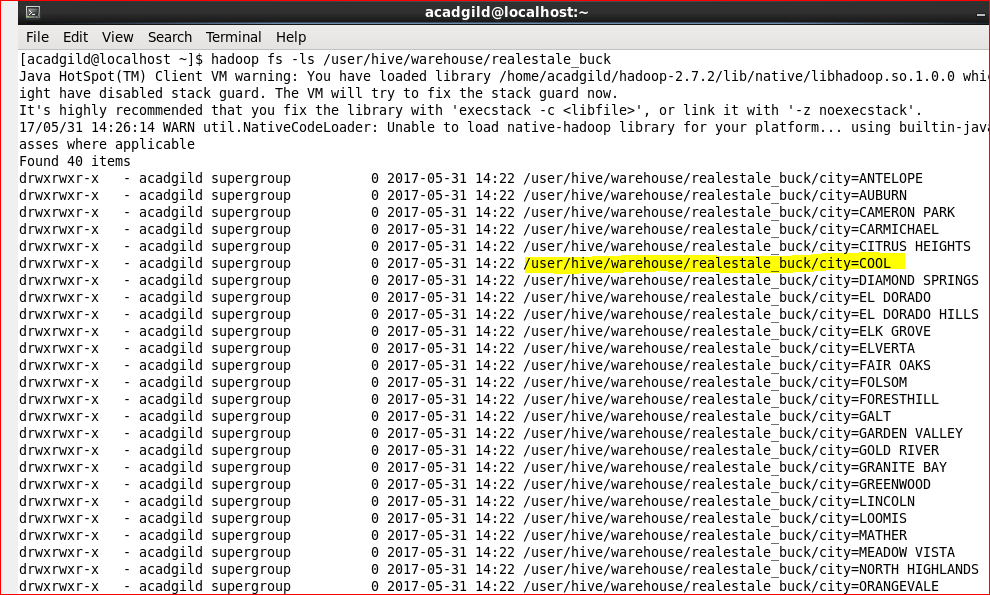 acadgild@localhost:~
File Edit View Search Terminal Help
[acadgild@localhost ~]$ hadoop fs -ls /user/hive/warehouse/realestale_buck
Java HotSpot(TM) Client VM warning: You have loaded library /home/acadgild/hadoop-2.7.2/lib/native/libhadoop.so.1.0.0 whic
ight have disabled stack guard. The VM will try to fix the stack guard now.
It's highly recommended that you fix the library with 'execstack -c <libfile>', or link it with '-z noexecstack'.
17/05/31 14:26:14 WARN util.NativeCodeLoader: Unable to load native-hadoop library for your platform... using builtin-java
asses where applicable
Found 40 items
drwxrwxr-x - acadgild supergroup 0 2017-05-31 14:22 /user/hive/warehouse/realestale_buck/city=ANTELOPE
drwxrwxr-x - acadgild supergroup 0 2017-05-31 14:22 /user/hive/warehouse/realestale_buck/city=AUBURN
drwxrwxr-x - acadgild supergroup 0 2017-05-31 14:22 /user/hive/warehouse/realestale_buck/city=CAMERON PARK
drwxrwxr-x - acadgild supergroup 0 2017-05-31 14:22 /user/hive/warehouse/realestale_buck/city=CARMICHAEL
drwxrwxr-x - acadgild supergroup 0 2017-05-31 14:22 /user/hive/warehouse/realestale_buck/city=CITRUS HEIGHTS
drwxrwxr-x - acadgild supergroup 0 2017-05-31 14:22 /user/hive/warehouse/realestale_buck/city=COOL
drwxrwxr-x - acadgild supergroup 0 2017-05-31 14:22 /user/hive/warehouse/realestale_buck/city=DIAMOND SPRINGS
drwxrwxr-x - acadgild supergroup 0 2017-05-31 14:22 /user/hive/warehouse/realestale_buck/city=EL DORADO
drwxrwxr-x - acadgild supergroup 0 2017-05-31 14:22 /user/hive/warehouse/realestale_buck/city=EL DORADO HILLS
drwxrwxr-x - acadgild supergroup 0 2017-05-31 14:22 /user/hive/warehouse/realestale_buck/city=ELK GROVE
drwxrwxr-x - acadgild supergroup 0 2017-05-31 14:22 /user/hive/warehouse/realestale_buck/city=ELVERTA
drwxrwxr-x - acadgild supergroup 0 2017-05-31 14:22 /user/hive/warehouse/realestale_buck/city=FAIR OAKS
drwxrwxr-x - acadgild supergroup 0 2017-05-31 14:22 /user/hive/warehouse/realestale_buck/city=FOLSOM
drwxrwxr-x - acadgild supergroup 0 2017-05-31 14:22 /user/hive/warehouse/realestale_buck/city=FORESTHILL
drwxrwxr-x - acadgild supergroup 0 2017-05-31 14:22 /user/hive/warehouse/realestale_buck/city=GALT
drwxrwxr-x - acadgild supergroup 0 2017-05-31 14:22 /user/hive/warehouse/realestale_buck/city=GARDEN VALLEY
drwxrwxr-x - acadgild supergroup 0 2017-05-31 14:22 /user/hive/warehouse/realestale_buck/city=GOLD RIVER
drwxrwxr-x - acadgild supergroup 0 2017-05-31 14:22 /user/hive/warehouse/realestale_buck/city=GRANITE BAY
drwxrwxr-x - acadgild supergroup 0 2017-05-31 14:22 /user/hive/warehouse/realestale_buck/city=GREENWOOD
drwxrwxr-x - acadgild supergroup 0 2017-05-31 14:22 /user/hive/warehouse/realestale_buck/city=LINCOLN
drwxrwxr-x - acadgild supergroup 0 2017-05-31 14:22 /user/hive/warehouse/realestale_buck/city=LOOMIS
drwxrwxr-x - acadgild supergroup 0 2017-05-31 14:22 /user/hive/warehouse/realestale_buck/city=MATHER
drwxrwxr-x - acadgild supergroup 0 2017-05-31 14:22 /user/hive/warehouse/realestale_buck/city=MEADOW VISTA
drwxrwxr-x - acadgild supergroup 0 2017-05-31 14:22 /user/hive/warehouse/realestale_buck/city=NORTH HIGHLANDS
drwxrwxr-x - acadgild supergroup 0 2017-05-31 14:22 /user/hive/warehouse/realestale_buck/city=ORANGEVALE